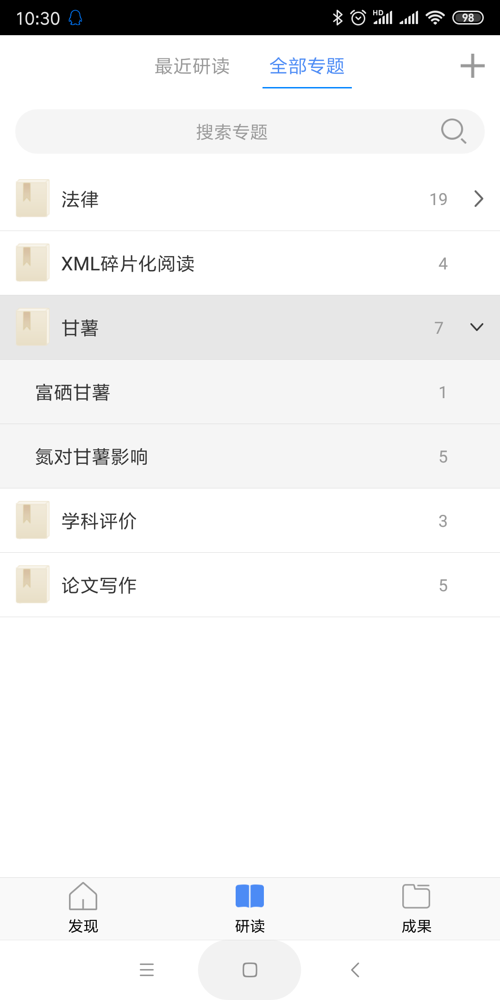 10:30 HD 98
最近研读 全部专题
搜索专题
法律 19
XML碎片化阅读 4
甘薯 7
富硒甘薯 1
氮对甘薯影响 5
学科评价 3
论文写作 5
发现 研读 成果